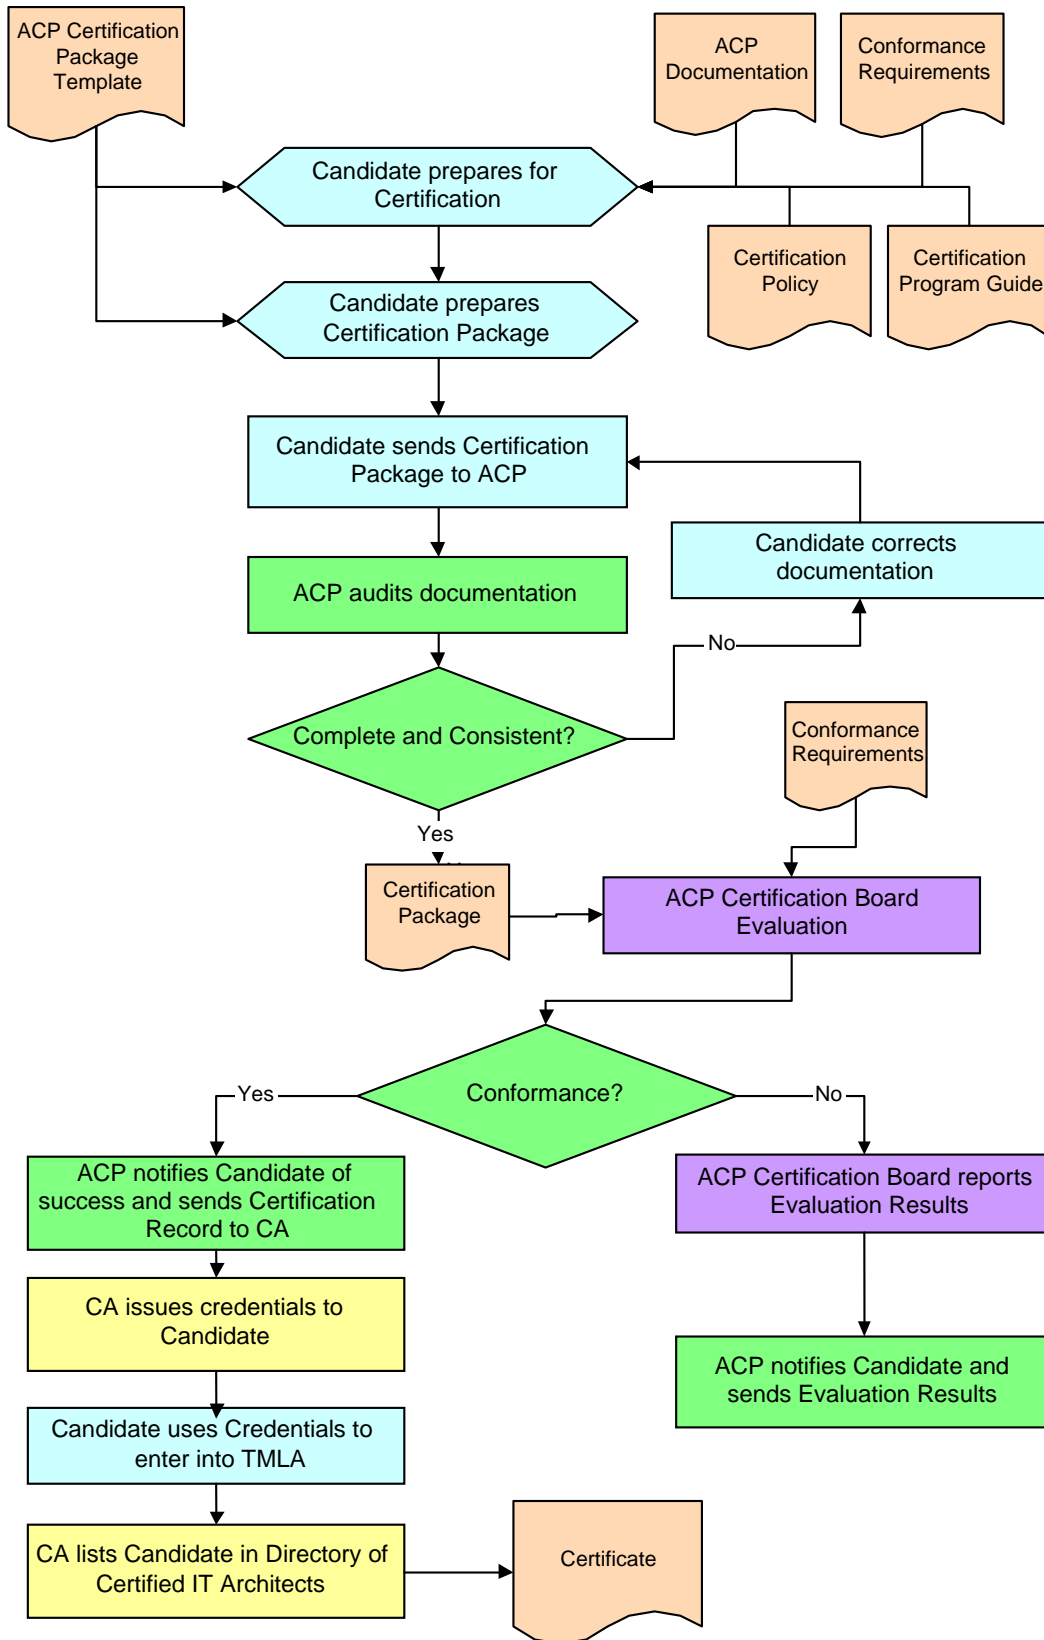 ACP Certification
Package
Template
ACP
Documentation
Conformance
Requirements
Candidate prepares for
Certification
Certification
Policy
Certification
Program Guide
Candidate prepares
Certification Package
Candidate sends Certification
Package to ACP
Candidate corrects
documentation
ACP audits documentation
No
Complete and Consistent?
Conformance
Requirements
Yes
Certification
Package
ACP Certification Board
Evaluation
Conformance?
Yes
No
ACP notifies Candidate of
success and sends Certification
Record to CA
ACP Certification Board reports
Evaluation Results
CA issues credentials to
Candidate
ACP notifies Candidate and
sends Evaluation Results
Candidate uses Credentials to
enter into TMLA
CA lists Candidate in Directory of
Certified IT Architects
Certificate